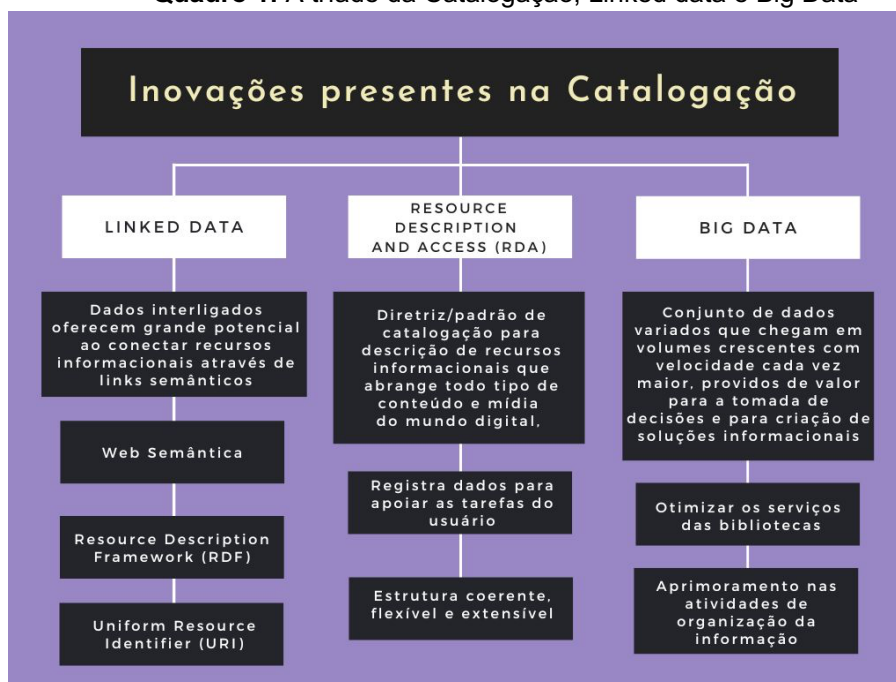 Quadro 1: A tríade da Catalogação, Linked data e Big Data
Inovações presentes na Catalogação
LINKED DATA
Dados interligados
oferecem grande potencial
ao conectar recursos
informacionais através de
links semânticos
Web Semântica
Resource Description
Framework (RDF)
Uniform Resource
Identifier (URI)
RESOURCE
DESCRIPTION
AND ACCESS (RDA)
Diretriz/padrão de
catalogação para
descrição de recursos
informacionais que
abrange todo tipo de
conteúdo e mídia
do mundo digital,
Registra dados para
apoiar as tarefas do
usuário
Estrutura coerente,
flexível e extensível
BIG DATA
Conjunto de dados
variados que chegam em
volumes crescentes com
velocidade cada vez
maior, providos de valor
para a tomada de
decisões e para criação de
soluções informacionais
Otimizar os serviços
das bibliotecas
Aprimoramento nas
atividades de
organização da
informação